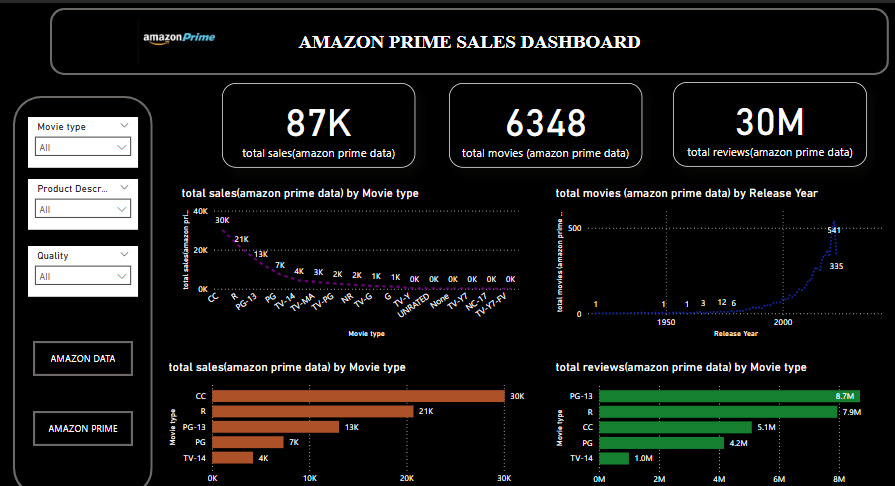 amazonPrime
AMAZON PRIME SALES DASHBOARD
Movie type
All
Product Descr...
All
Quality
All
AMAZON DATA
AMAZON PRIME
87K
total sales(amazon prime data)
6348
total movies (amazon prime data)
30M
total reviews(amazon prime data)
total sales(amazon prime data) by Movie type
total sales(amazon pri...
40K
20K
0K
30K
21K
13K
7K
4K
3K
2K
2K
1K
1K
0K
0K
0K
0K
0K
0K
CC
R
PG-13
PG
TV-14
TV-MA
TV-PG
NR
TV-G
G
TV-Y
UNRATED
None
TV-Y7
NC-17
TV-Y7-FV
Movie type
total movies (amazon prime data) by Release Year
total movies (amazon prime ...
500
0
1
1
1
3
12
6
541
335
1950
2000
Release Year
total sales(amazon prime data) by Movie type
Movie type
CC
30K
R
21K
PG-13
13K
PG
7K
TV-14
4K
0K
10K
20K
30K
total reviews(amazon prime data) by Movie type
Movie type
PG-13
8.7M
R
7.9M
CC
5.1M
PG
4.2M
TV-14
1.0M
0M
2M
4M
6M
8M